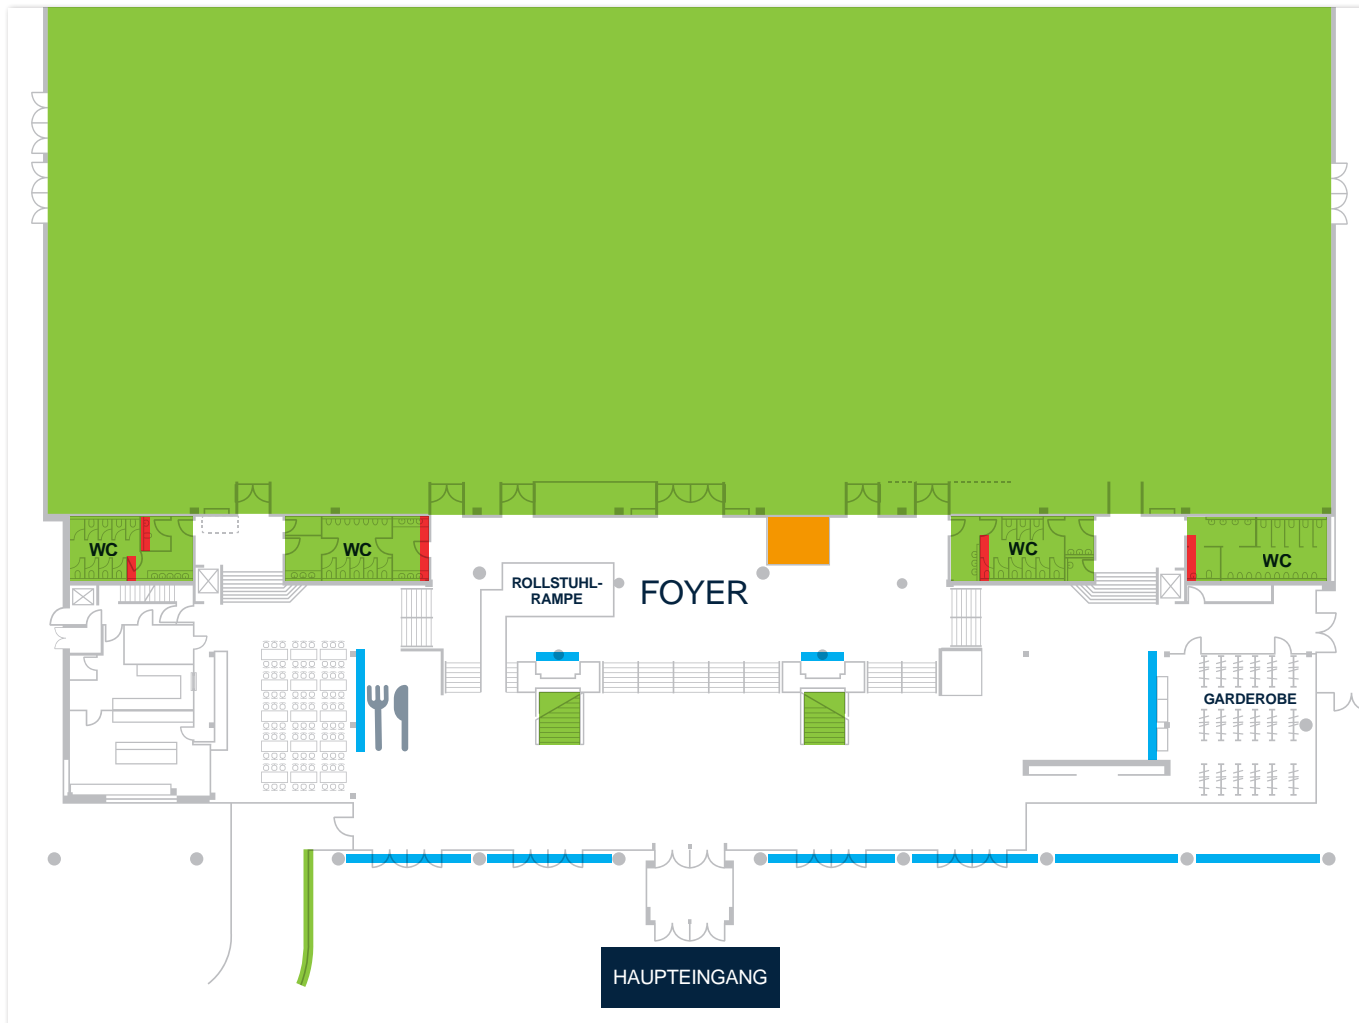 WC
WC
WC
WC
ROLLSTUHL-
RAMPE
FOYER
GARDEROBE
HAUPTEINGANG